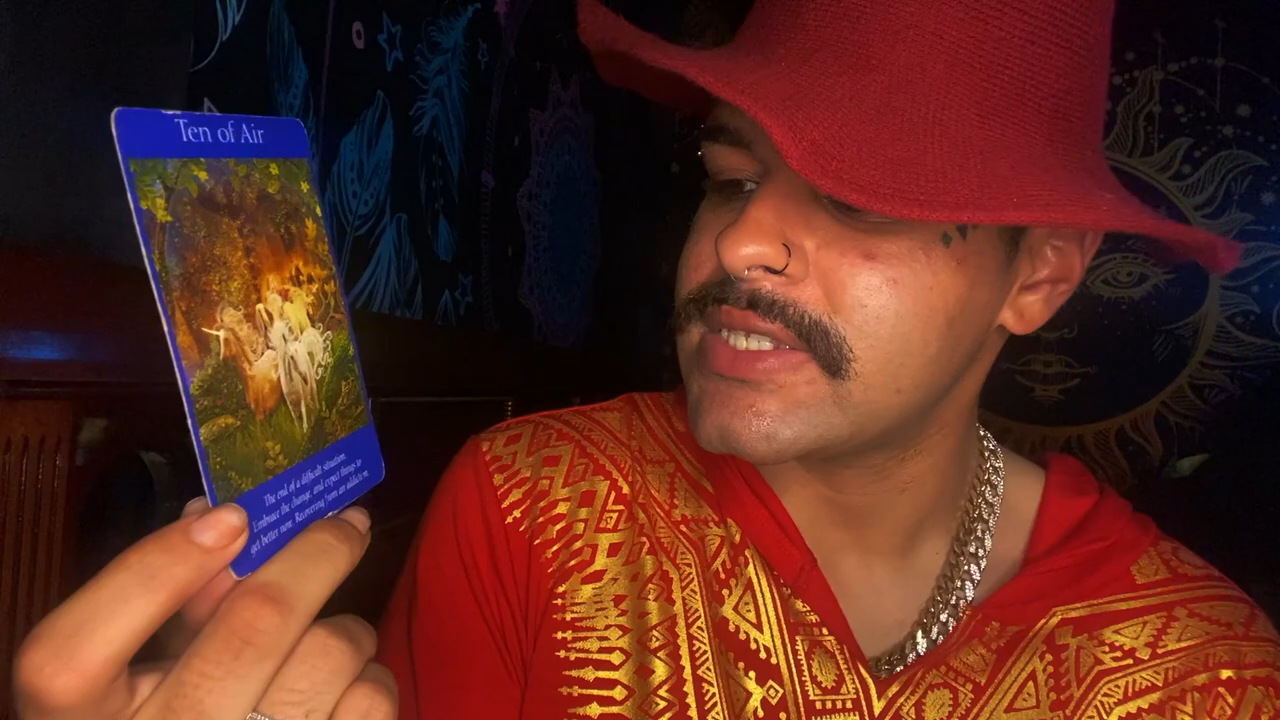 Ten of Air
The end of a difficult situation.
Embrace the change, and expect things to
get better now. Recovering from an addiction.